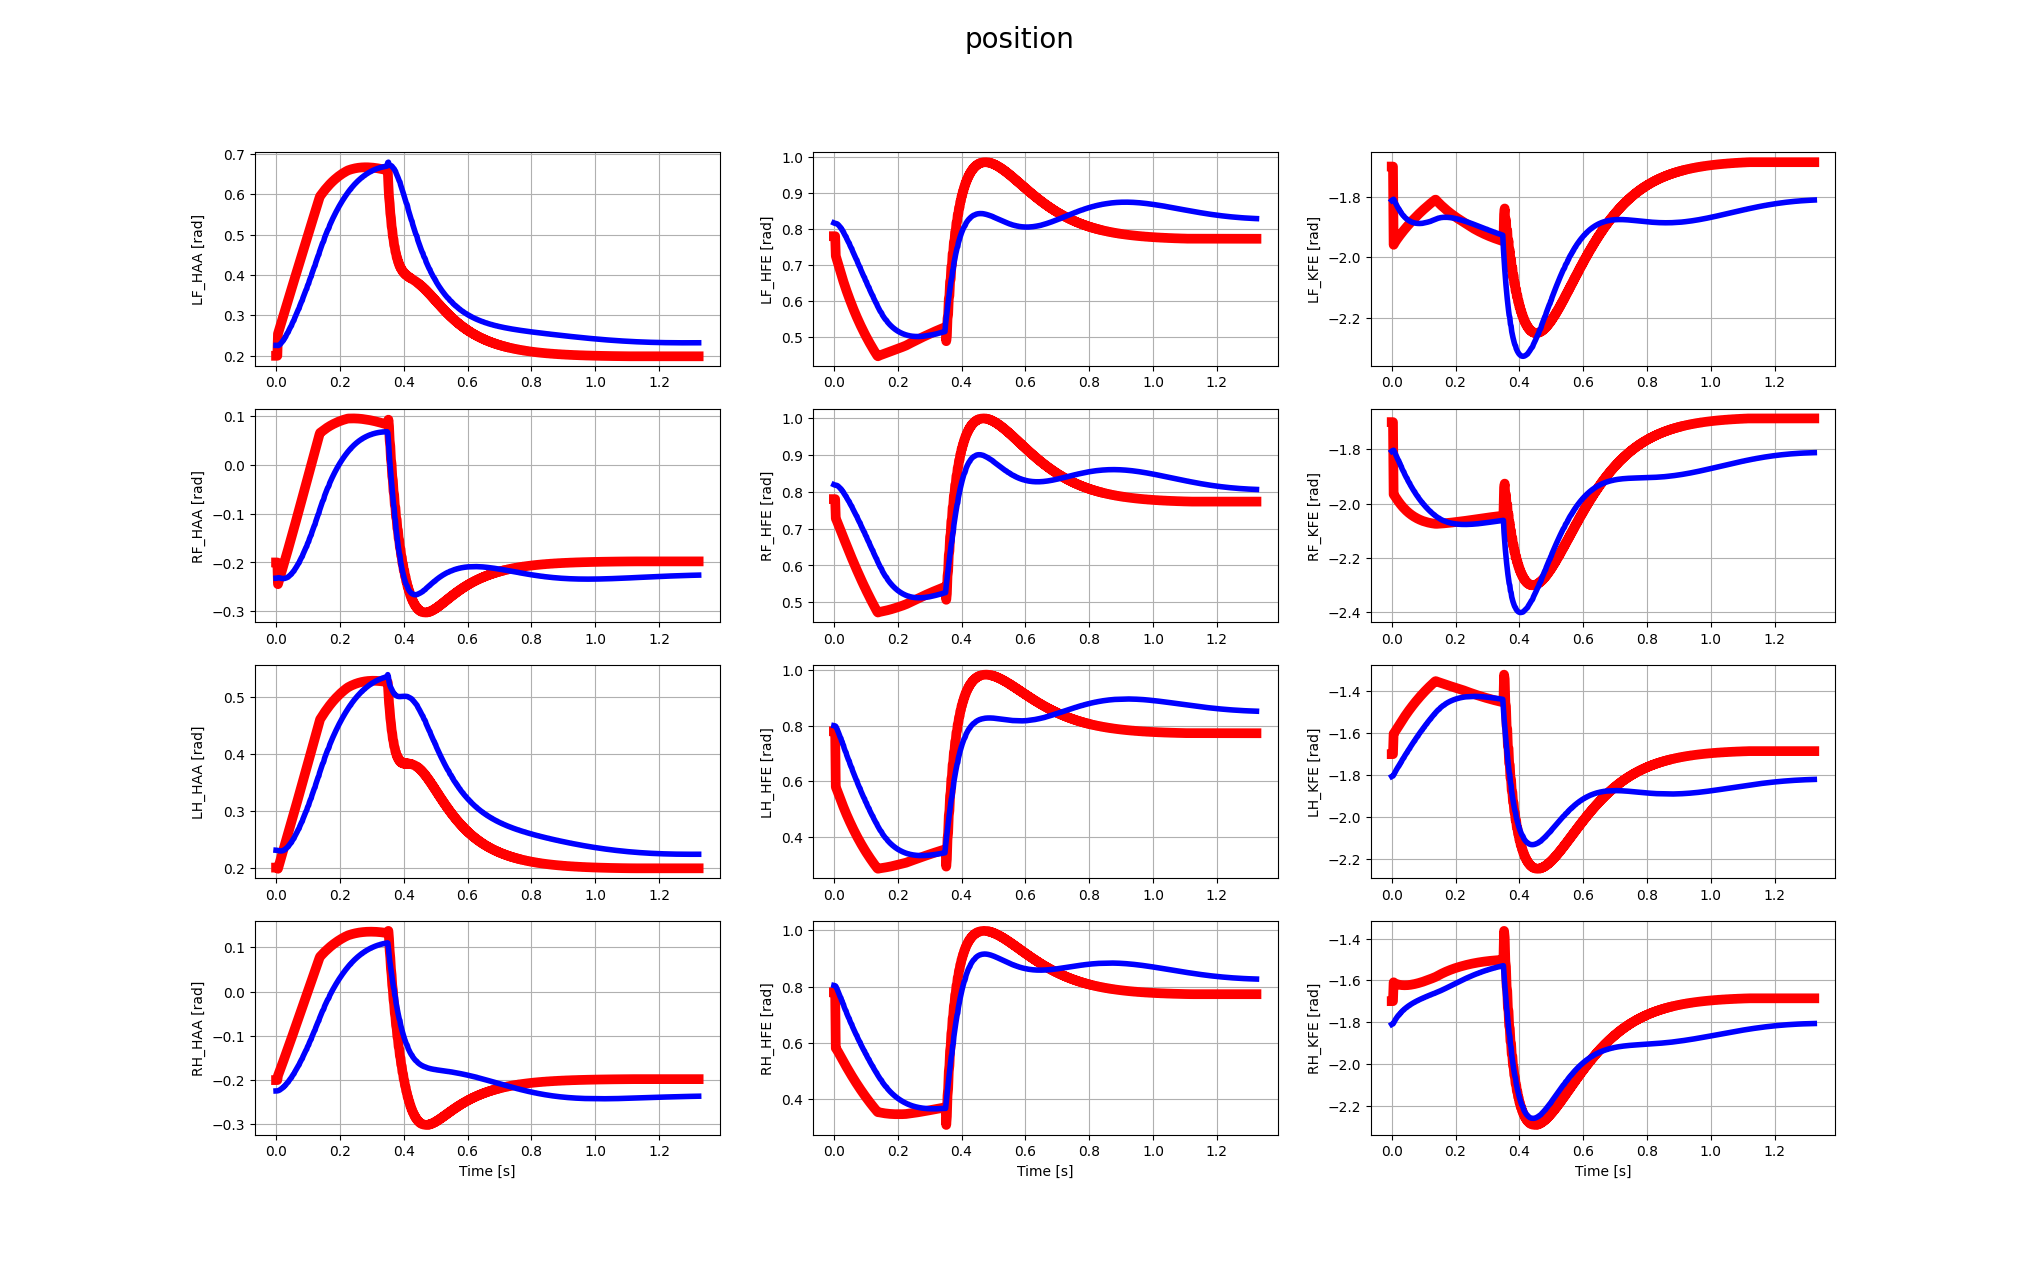 position
LF_HAA [rad]
0.7
0.6
0.5
0.4
0.3
0.2
0.0 0.2 0.4 0.6 0.8 1.0 1.2
LF_HFE [rad]
1.0
0.9
0.8
0.7
0.6
0.5
0.0 0.2 0.4 0.6 0.8 1.0 1.2
LF_KFE [rad]
−1.8
−2.0
−2.2
0.0 0.2 0.4 0.6 0.8 1.0 1.2
RF_HAA [rad]
0.1
0.0
−0.1
−0.2
−0.3
0.0 0.2 0.4 0.6 0.8 1.0 1.2
RF_HFE [rad]
1.0
0.9
0.8
0.7
0.6
0.5
0.0 0.2 0.4 0.6 0.8 1.0 1.2
RF_KFE [rad]
−1.8
−2.0
−2.2
−2.4
0.0 0.2 0.4 0.6 0.8 1.0 1.2
LH_HAA [rad]
0.5
0.4
0.3
0.2
0.0 0.2 0.4 0.6 0.8 1.0 1.2
LH_HFE [rad]
1.0
0.8
0.6
0.4
0.0 0.2 0.4 0.6 0.8 1.0 1.2
LH_KFE [rad]
−1.4
−1.6
−1.8
−2.0
−2.2
0.0 0.2 0.4 0.6 0.8 1.0 1.2
RH_HAA [rad]
0.1
0.0
−0.1
−0.2
−0.3
0.0 0.2 0.4 0.6 0.8 1.0 1.2
Time [s]
RH_HFE [rad]
1.0
0.8
0.6
0.4
0.0 0.2 0.4 0.6 0.8 1.0 1.2
Time [s]
RH_KFE [rad]
−1.4
−1.6
−1.8
−2.0
−2.2
0.0 0.2 0.4 0.6 0.8 1.0 1.2
Time [s]